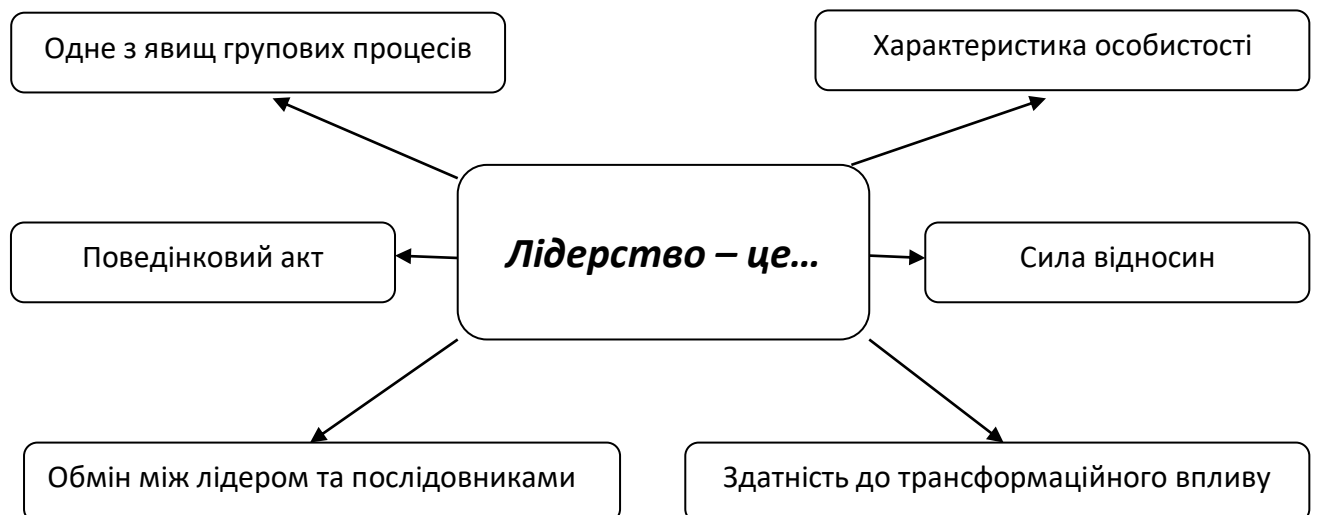 Одне з явищ групових процесів
Характеристика особистості
Поведінковий акт
Лідерство – це…
Сила відносин
Обмін між лідером та послідовниками
Здатність до трансформаційного впливу